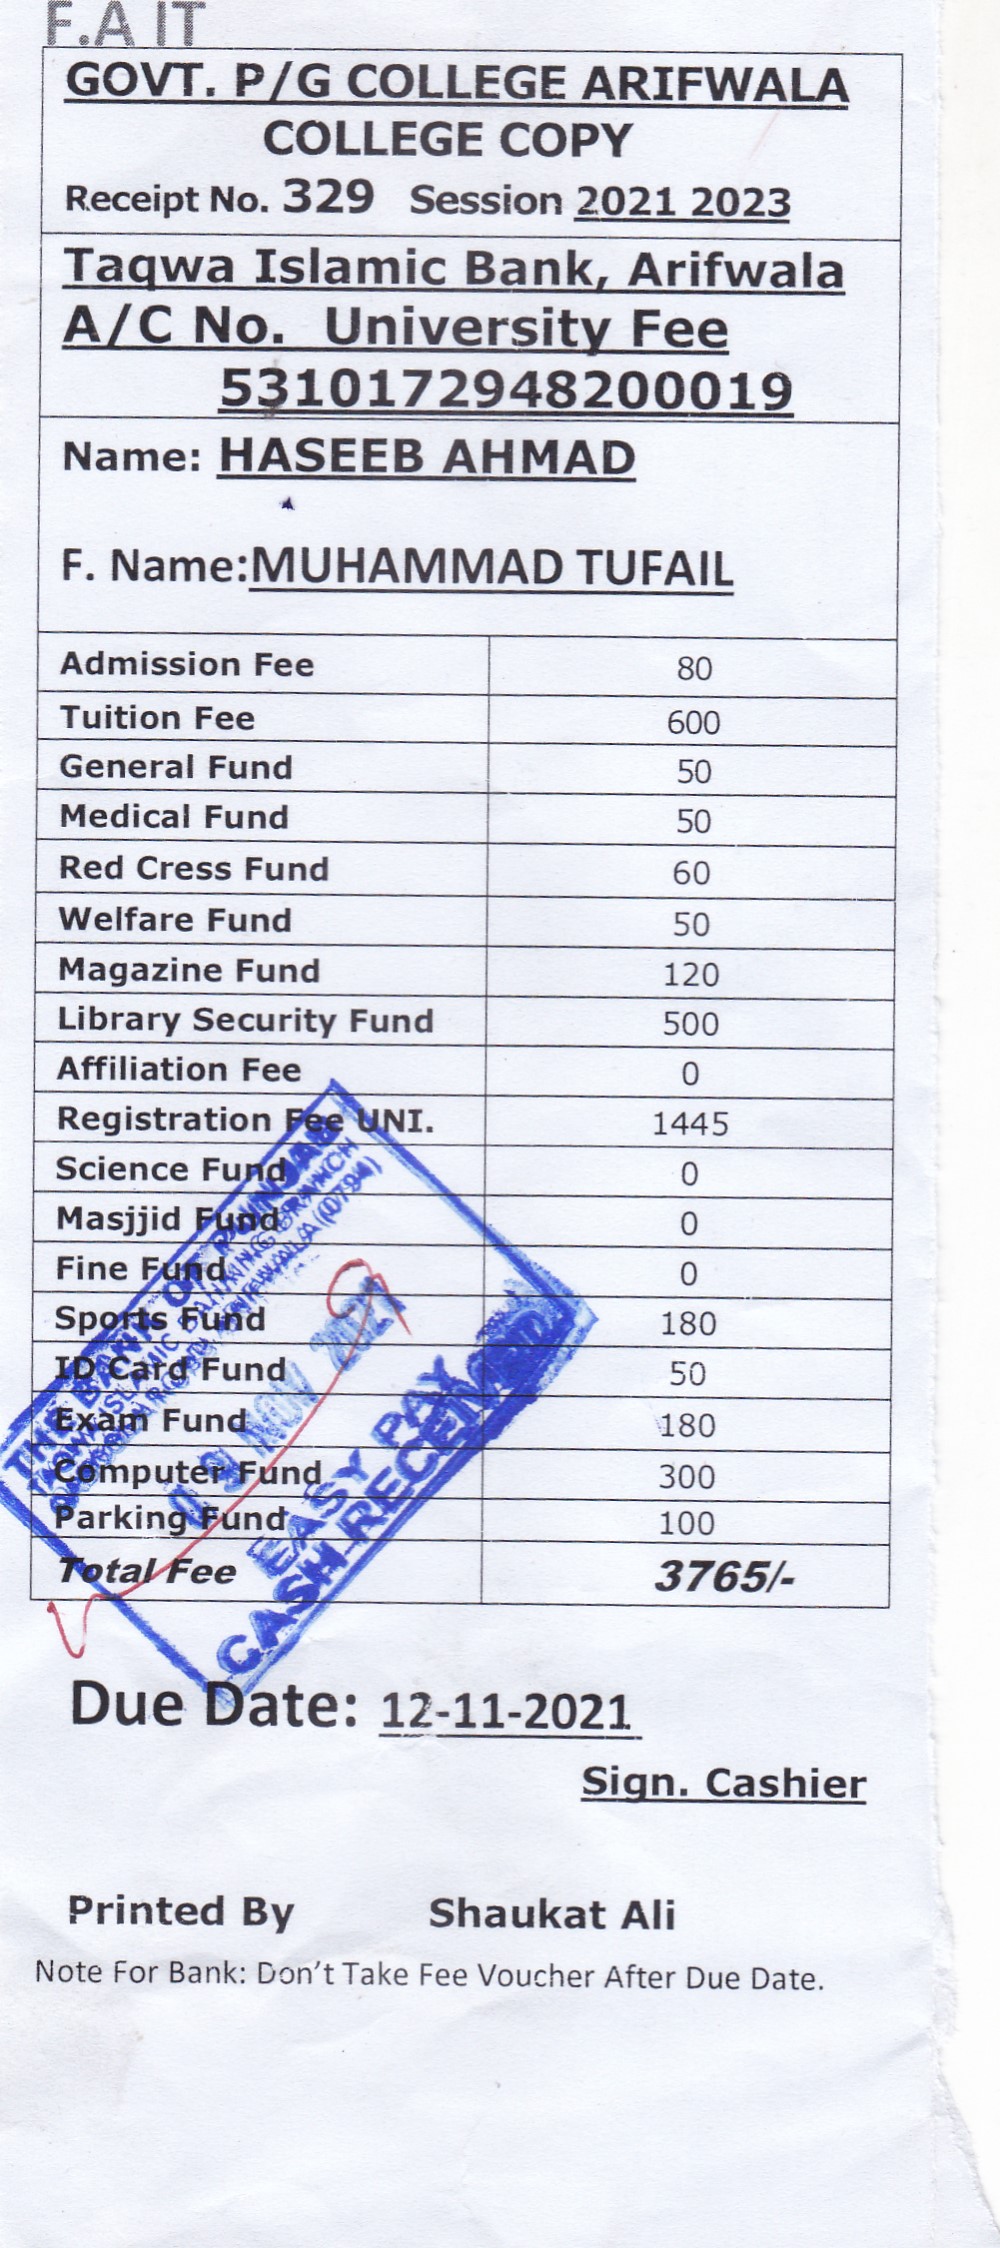 F.A IT
GOVT. P/G COLLEGE ARIFWALA
COLLEGE COPY
Receipt No. 329 Session 2021 2023
Taqwa Islamic Bank, Arifwala
A/C No. University Fee
5310172948200019
Name: HASEEB AHMAD
F. Name:MUHAMMAD TUFAIL
Admission Fee 80
Tuition Fee 600
General Fund 50
Medical Fund 50
Red Cress Fund 60
Welfare Fund 50
Magazine Fund 120
Library Security Fund 500
Affiliation Fee 0
Registration Fee UNI. 1445
Science Fund 0
Masjjid Fund 0
Fine Fund 0
Sports Fund 180
ID Card Fund 50
Exam Fund 180
Computer Fund 300
Parking Fund 100
Total Fee 3765/-
THE BANK OF PUNJAB
TAQWA ISLAMIC BANKING BRANCH
ARIFWALA (0794)
NOV 2021
EASY PAY
CASH RECEIVED
Due Date: 12-11-2021
Sign. Cashier
Printed By Shaukat Ali
Note For Bank: Don't Take Fee Voucher After Due Date.